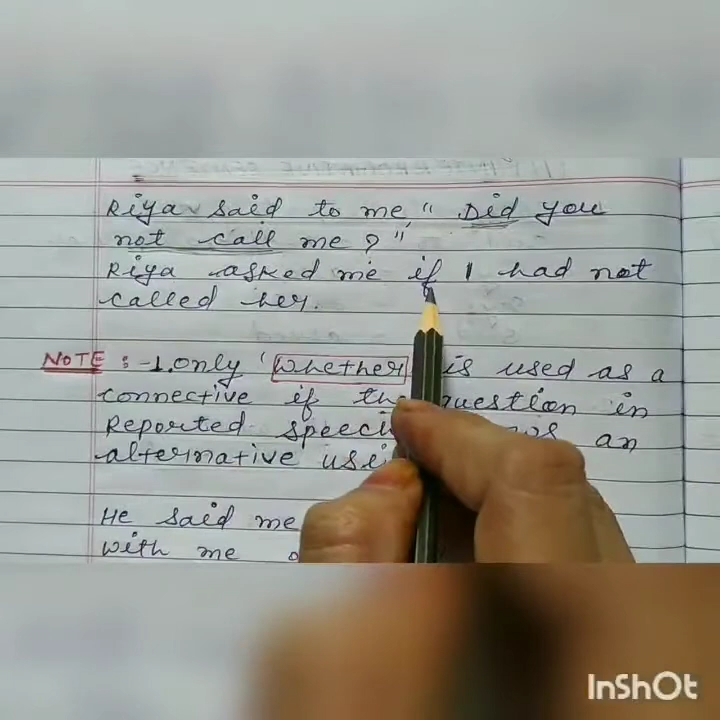 Riya said to me " Did you
not call me ? "
Riya asked me if I had not
called her.
NOTE : - 1. only ' whether is used as a
connective if the question in
Reported an
alternative
He said me
with me
InShOt